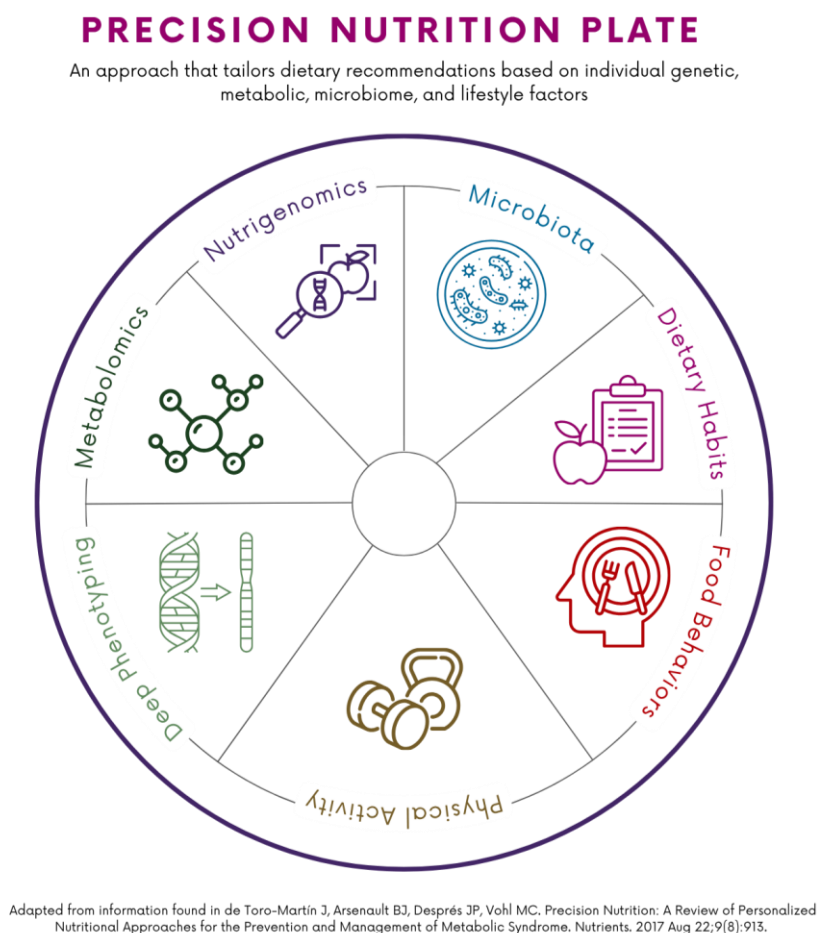 PRECISION NUTRITION PLATE
An approach that tailors dietary recommendations based on individual genetic,
metabolic, microbiome, and lifestyle factors
Nutrigenomics
Microbiota
Dietary Habits
Food Behaviors
Physical Activity
Deep Phenotyping
Metabolomics
Adapted from information found in de Toro-Martín J, Arsenault BJ, Després JP, Vohl MC. Precision Nutrition: A Review of Personalized
Nutritional Approaches for the Prevention and Management of Metabolic Syndrome. Nutrients. 2017 Aug 22;9(8):913.